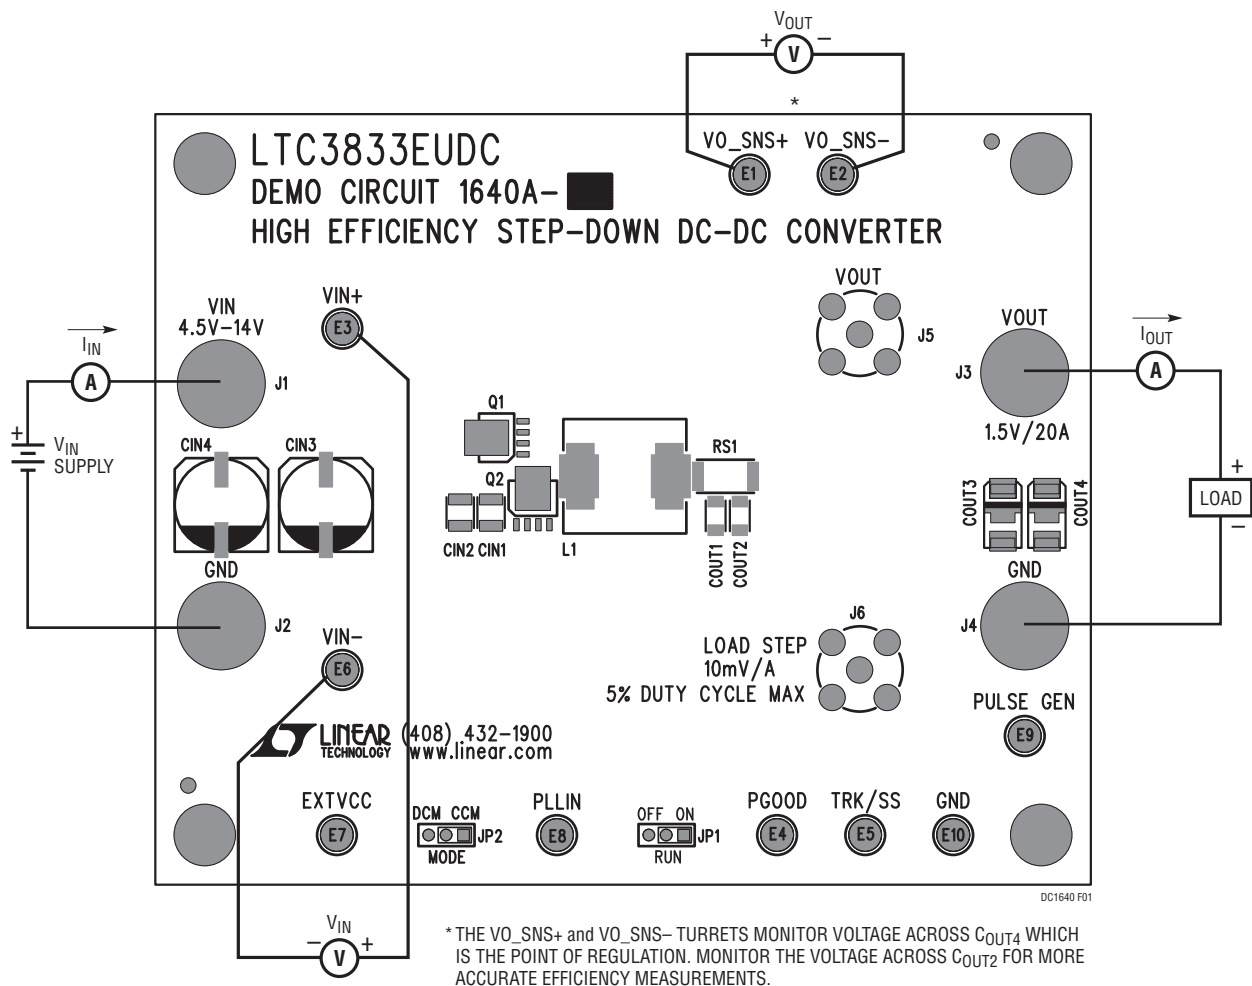 VOUT
+ V −
*
VO_SNS+ VO_SNS-
E1 E2
LTC3833EUDC
DEMO CIRCUIT 1640A-
HIGH EFFICIENCY STEP-DOWN DC-DC CONVERTER
VIN
4.5V-14V
VIN+
E3
VOUT
J5
VOUT
J3
1.5V/20A
IIN
A
J1
IOUT
A
+
VIN
SUPPLY
CIN4
CIN3
Q1
Q2
CIN2 CIN1
L1
RS1
COUT1
COUT2
COUT3
COUT4
+
LOAD
−
GND
J2
GND
J4
VIN-
E6
J6
LOAD STEP
10mV/A
5% DUTY CYCLE MAX
PULSE GEN
E9
LINEAR
TECHNOLOGY
(408) 432-1900
www.linear.com
EXTVCC
E7
DCM CCM
JP2
MODE
PLLIN
E8
OFF ON
JP1
RUN
PGOOD
E4
TRK/SS
E5
GND
E10
DC1640 F01
VIN
− V +
* THE VO_SNS+ and VO_SNS− TURRETS MONITOR VOLTAGE ACROSS COUT4 WHICH
IS THE POINT OF REGULATION. MONITOR THE VOLTAGE ACROSS COUT2 FOR MORE
ACCURATE EFFICIENCY MEASUREMENTS.